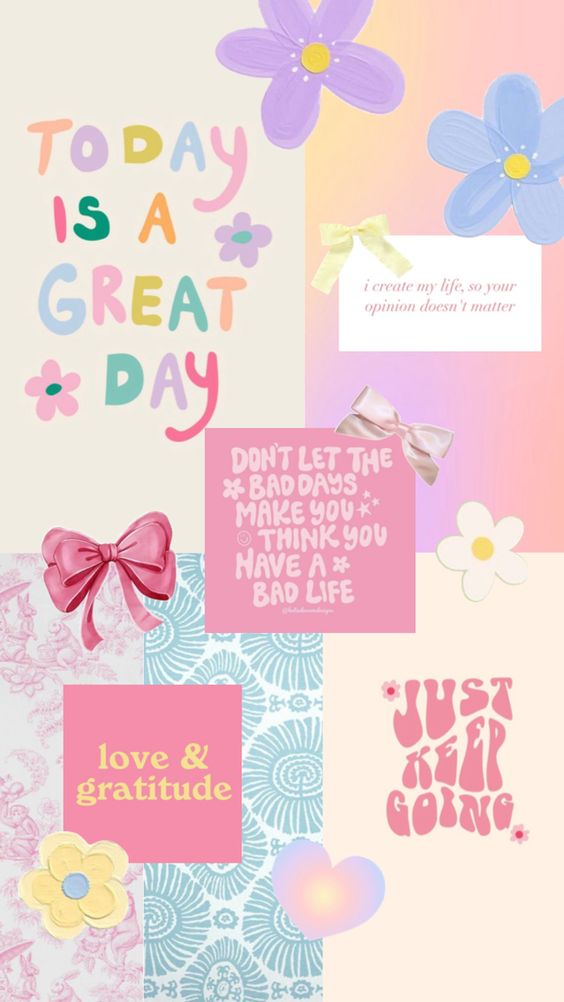 TODAY
IS A
GREAT
DAY
i create my life, so your
opinion doesn't matter
DON'T LET THE
BAD DAYS
MAKE YOU
THINK YOU
HAVE A
BAD LIFE
love &
gratitude
JUST
KEEP
GOING